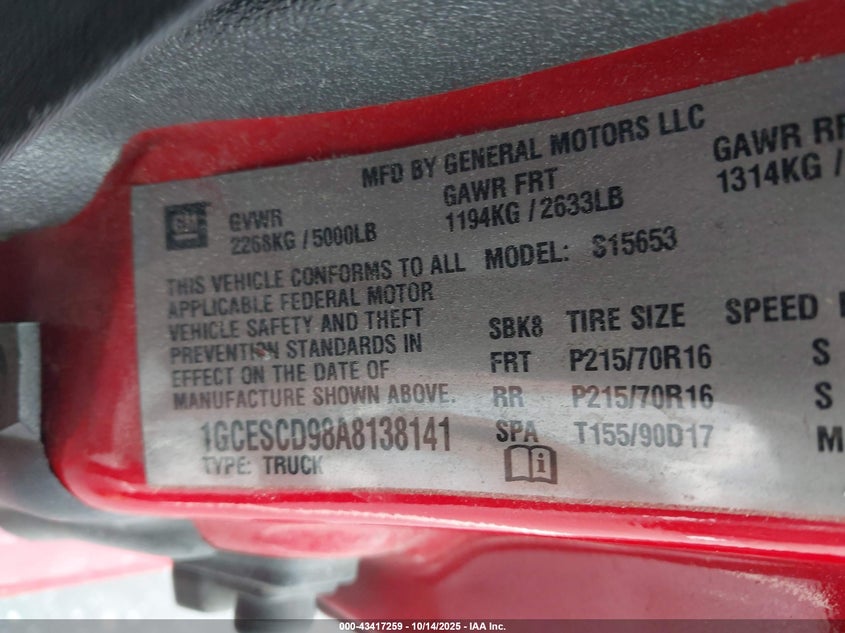 MFD BY GENERAL MOTORS LLC
GM
GVWR GAWR FRT GAWR RR
2268KG / 5000LB 1194KG / 2633LB 1314KG /
THIS VEHICLE CONFORMS TO ALL MODEL: S15653
APPLICABLE FEDERAL MOTOR
VEHICLE SAFETY AND THEFT SBK8 TIRE SIZE SPEED
PREVENTION STANDARDS IN FRT P215/70R16 S
EFFECT ON THE DATE OF
MANUFACTURE SHOWN ABOVE. RR P215/70R16 S
1GCESCD98A8138141 SPA T155/90D17 M
TYPE: TRUCK
000-43417259 - 10/14/2025 - IAA Inc.